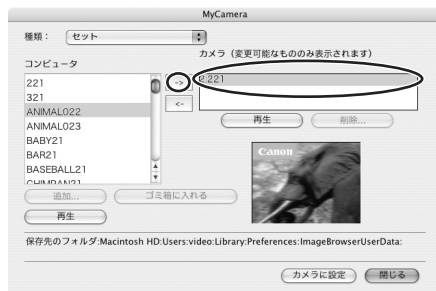 MyCamera
種類： セット
カメラ（変更可能なもののみ表示されます）
コンピュータ
221
321
ANIMAL022
ANIMAL023
BABY21
BAR21
BASEBALL21
CHIMPAN21
->
<-
2.221
再生
削除...
Canon
追加...
ゴミ箱に入れる
再生
保存先のフォルダ:Macintosh HD:Users:video:Library:Preferences:ImageBrowserUserData:
カメラに設定
閉じる